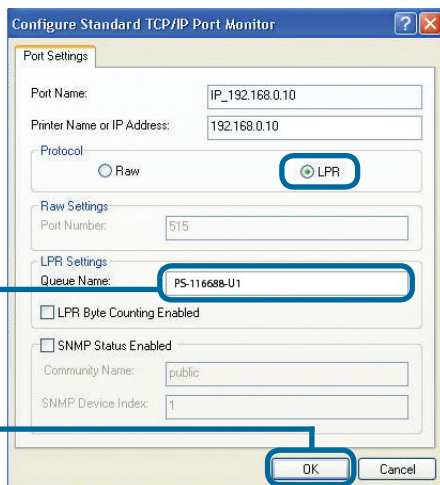 Configure Standard TCP/IP Port Monitor
Port Settings
Port Name: IP_192.168.0.10
Printer Name or IP Address: 192.168.0.10
Protocol
Raw LPR
Raw Settings
Port Number: 515
LPR Settings
Queue Name: PS-116688-U1
LPR Byte Counting Enabled
SNMP Status Enabled
Community Name: public
SNMP Device Index: 1
OK Cancel